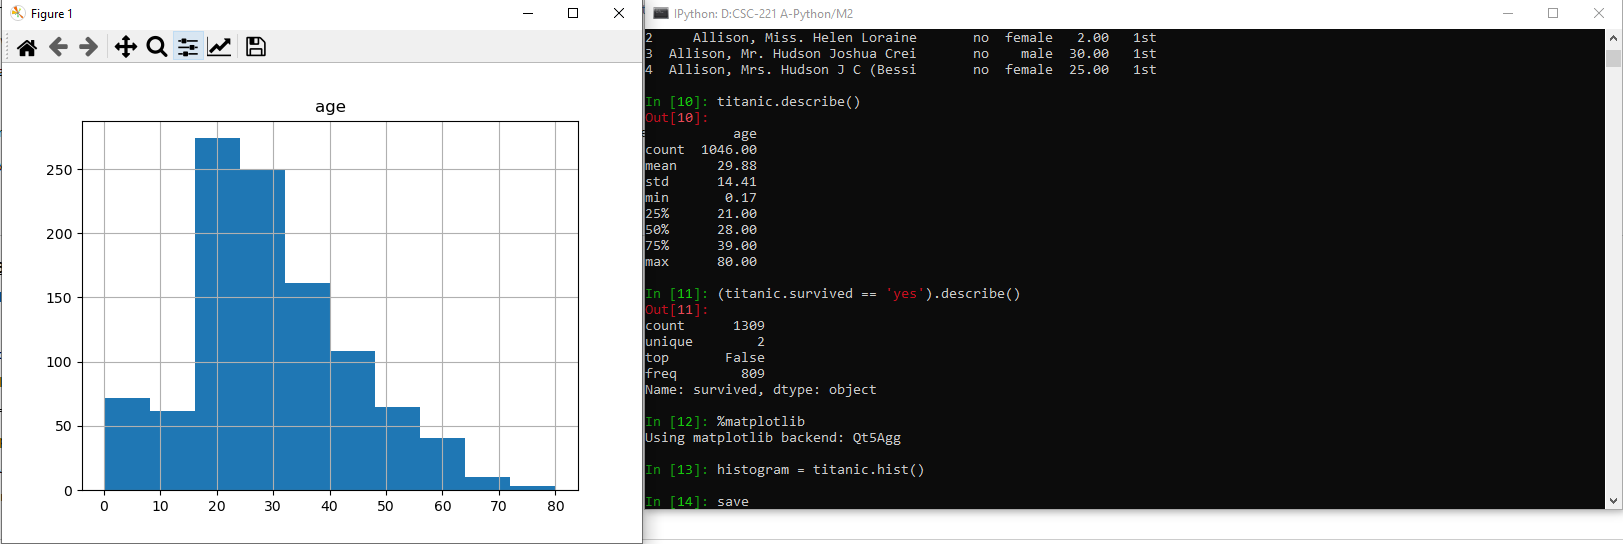 Figure 1
age
250
200
150
100
50
0
0 10 20 30 40 50 60 70 80
IPython: D:CSC-221 A-Python/M2
2 Allison, Miss. Helen Loraine no female 2.00 1st
3 Allison, Mr. Hudson Joshua Crei no male 30.00 1st
4 Allison, Mrs. Hudson J C (Bessi no female 25.00 1st
In [10]: titanic.describe()
Out[10]:
age
count 1046.00
mean 29.88
std 14.41
min 0.17
25% 21.00
50% 28.00
75% 39.00
max 80.00
In [11]: (titanic.survived == 'yes').describe()
Out[11]:
count 1309
unique 2
top False
freq 809
Name: survived, dtype: object
In [12]: %matplotlib
Using matplotlib backend: Qt5Agg
In [13]: histogram = titanic.hist()
In [14]: save